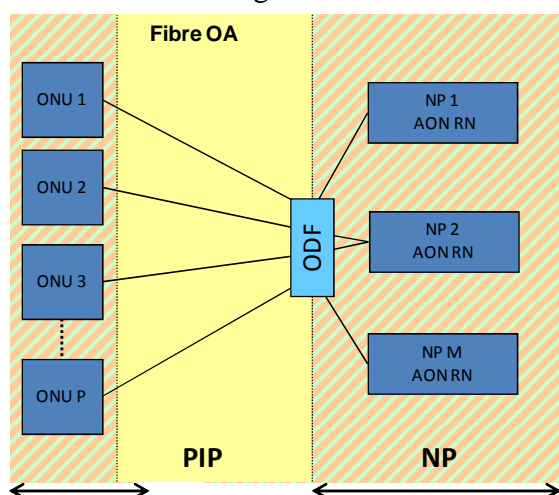 Fibre OA
ONU 1
ONU 2
ONU 3
ONU P
ODF
NP 1
AON RN
NP 2
AON RN
NP M
AON RN
PIP
NP